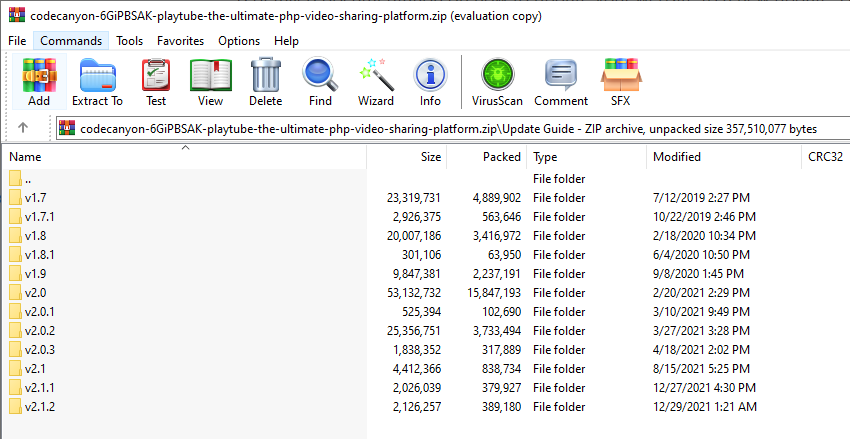 codecanyon-6GiPBSAK-playtube-the-ultimate-php-video-sharing-platform.zip (evaluation copy)
File Commands Tools Favorites Options Help
Add Extract To Test View Delete Find Wizard Info VirusScan Comment SFX
codecanyon-6GiPBSAK-playtube-the-ultimate-php-video-sharing-platform.zip\Update Guide - ZIP archive, unpacked size 357,510,077 bytes
Name Size Packed Type Modified CRC32
.. File folder
v1.7 23,319,731 4,889,902 File folder 7/12/2019 2:27 PM
v1.7.1 2,926,375 563,646 File folder 10/22/2019 2:46 PM
v1.8 20,007,186 3,416,972 File folder 2/18/2020 10:34 PM
v1.8.1 301,106 63,950 File folder 6/4/2020 10:50 PM
v1.9 9,847,381 2,237,191 File folder 9/8/2020 1:45 PM
v2.0 53,132,732 15,847,193 File folder 2/20/2021 2:29 PM
v2.0.1 525,394 102,690 File folder 3/10/2021 9:49 PM
v2.0.2 25,356,751 3,733,494 File folder 3/27/2021 3:28 PM
v2.0.3 1,838,352 317,889 File folder 4/18/2021 2:02 PM
v2.1 4,412,366 838,734 File folder 8/15/2021 5:25 PM
v2.1.1 2,026,039 379,927 File folder 12/27/2021 4:30 PM
v2.1.2 2,126,257 389,180 File folder 12/29/2021 1:21 AM